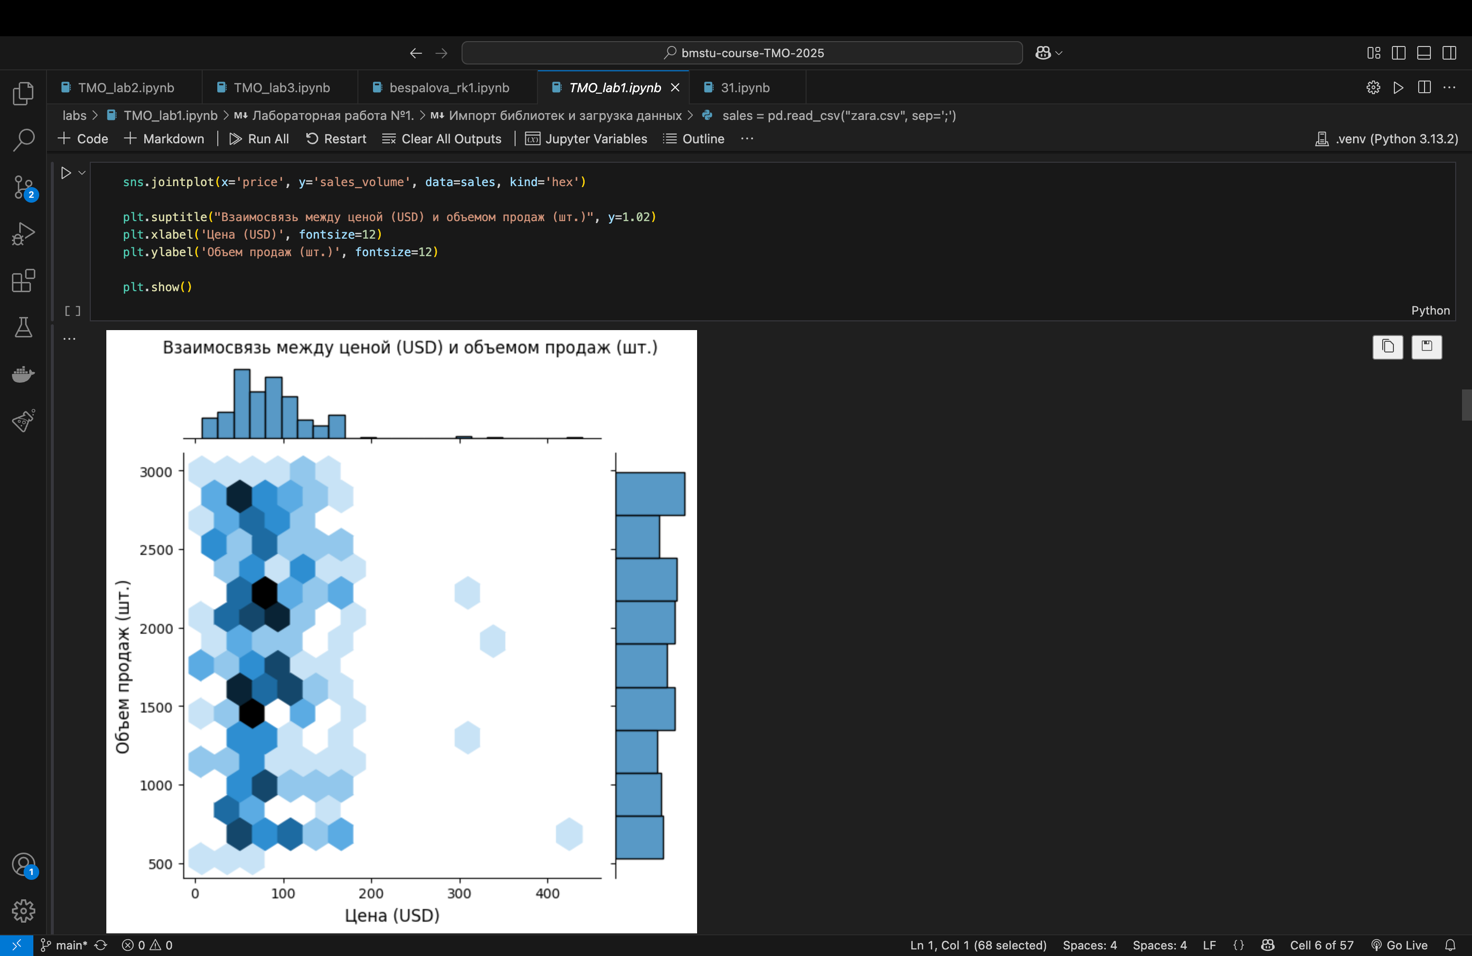 bmstu-course-TMO-2025
TMO_lab2.ipynb
TMO_lab3.ipynb
bespalova_rk1.ipynb
TMO_lab1.ipynb
31.ipynb
labs > TMO_lab1.ipynb > M↓ Лабораторная работа №1. > M↓ Импорт библиотек и загрузка данных > sales = pd.read_csv("zara.csv", sep=';')
+ Code + Markdown Run All Restart Clear All Outputs Jupyter Variables Outline ... .venv (Python 3.13.2)
sns.jointplot(x='price', y='sales_volume', data=sales, kind='hex')
plt.suptitle("Взаимосвязь между ценой (USD) и объемом продаж (шт.)", y=1.02)
plt.xlabel('Цена (USD)', fontsize=12)
plt.ylabel('Объем продаж (шт.)', fontsize=12)
plt.show()
[ ]
Python
...
Взаимосвязь между ценой (USD) и объемом продаж (шт.)
3000
2500
2000
1500
1000
500
Объем продаж (шт.)
0 100 200 300 400
Цена (USD)
2
1
main* 0 0 Ln 1, Col 1 (68 selected) Spaces: 4 Spaces: 4 LF {} Cell 6 of 57 Go Live